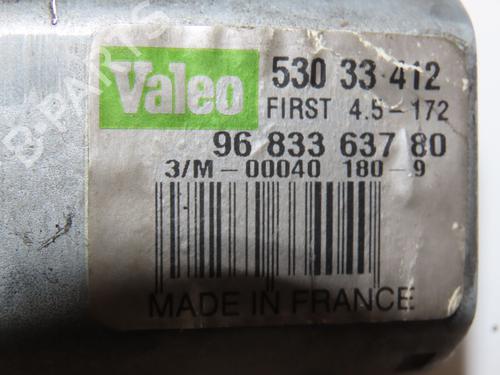 Valeo 530 33 412
FIRST 4.5-172
96 833 637 80
3/M-00040 180-9
MADE IN FRANCE
B-PARTS